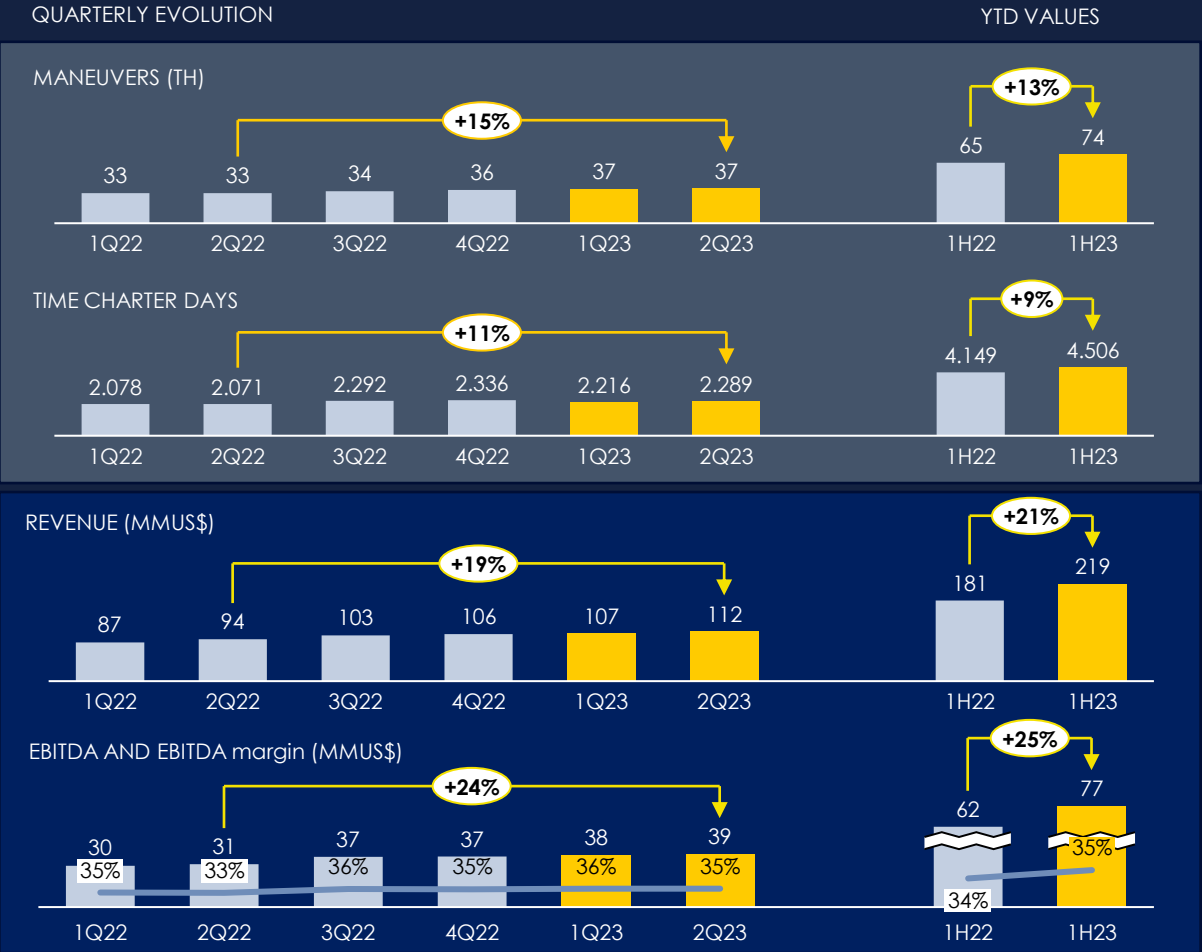 QUARTERLY EVOLUTION
YTD VALUES
MANEUVERS (TH)
+15%
33 33 34 36 37 37
1Q22 2Q22 3Q22 4Q22 1Q23 2Q23
+13%
65 74
1H22 1H23
TIME CHARTER DAYS
+11%
2.078 2.071 2.292 2.336 2.216 2.289
1Q22 2Q22 3Q22 4Q22 1Q23 2Q23
+9%
4.149 4.506
1H22 1H23
REVENUE (MMUS$)
+19%
87 94 103 106 107 112
1Q22 2Q22 3Q22 4Q22 1Q23 2Q23
+21%
181 219
1H22 1H23
EBITDA AND EBITDA margin (MMUS$)
+24%
30 31 37 37 38 39
35% 33% 36% 35% 36% 35%
1Q22 2Q22 3Q22 4Q22 1Q23 2Q23
+25%
62 77
34% 35%
1H22 1H23